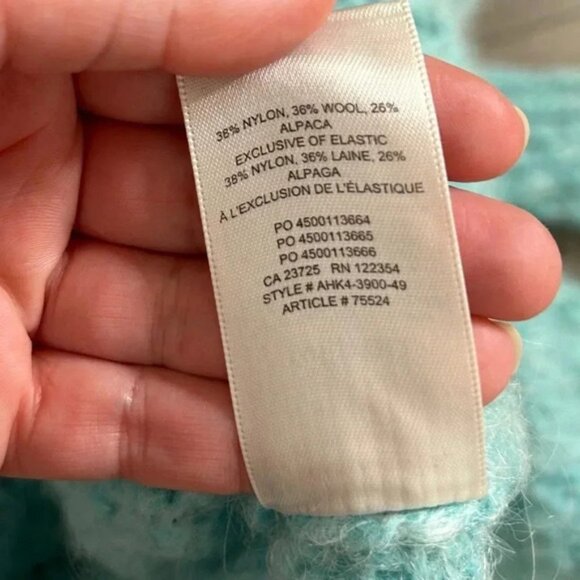 38% NYLON, 36% WOOL, 26%
ALPACA
EXCLUSIVE OF ELASTIC
38% NYLON, 36% LAINE, 26%
ALPAGA
À L'EXCLUSION DE L'ÉLASTIQUE
PO 4500113664
PO 4500113665
PO 4500113666
CA 23725 RN 122354
STYLE # AHK4-3900-49
ARTICLE # 75524